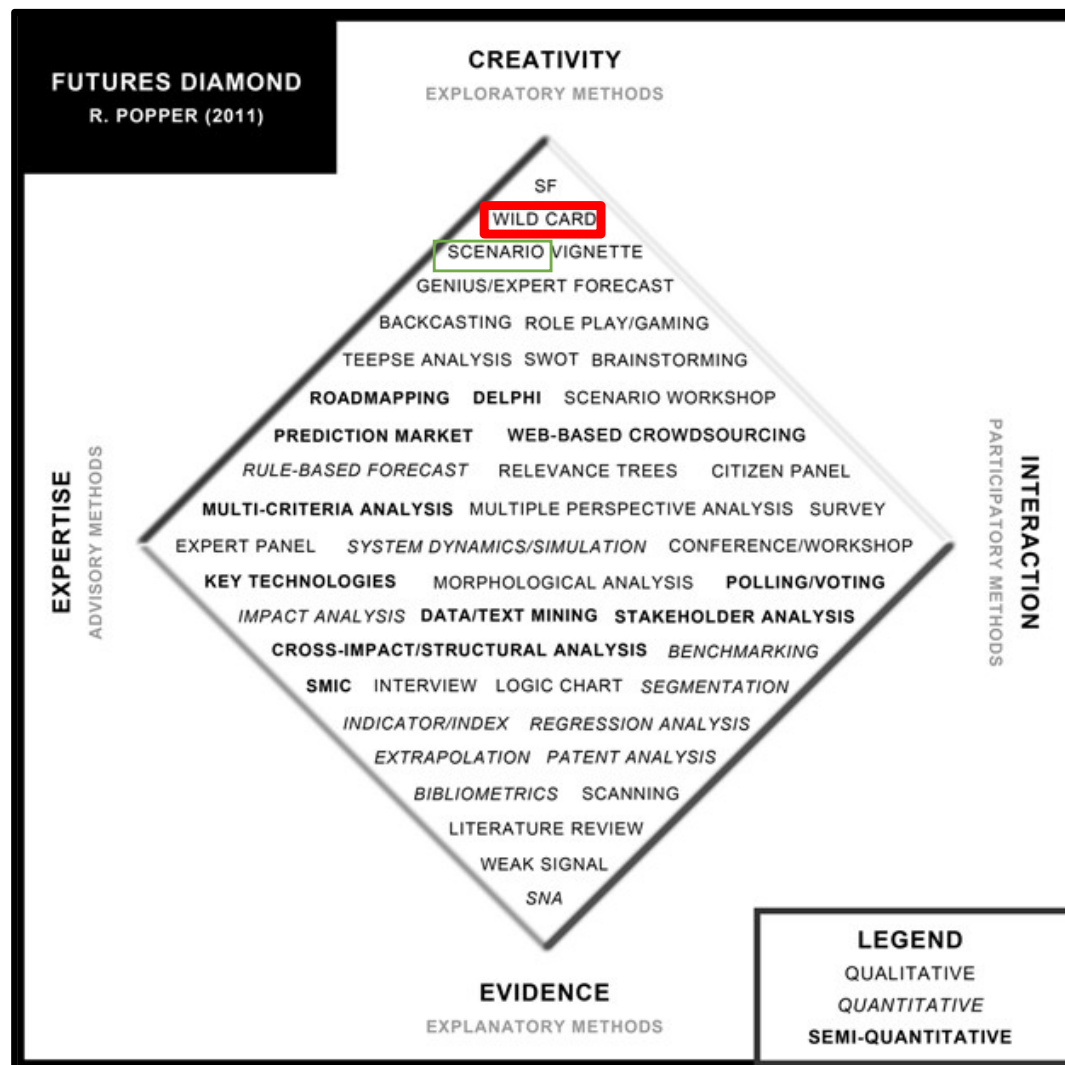 FUTURES DIAMOND
R. POPPER (2011)
CREATIVITY
EXPLORATORY METHODS
SF
WILD CARD
SCENARIO VIGNETTE
GENIUS/EXPERT FORECAST
BACKCASTING ROLE PLAY/GAMING
TEEPSE ANALYSIS SWOT BRAINSTORMING
ROADMAPPING DELPHI SCENARIO WORKSHOP
PREDICTION MARKET WEB-BASED CROWDSOURCING
RULE-BASED FORECAST RELEVANCE TREES CITIZEN PANEL
MULTI-CRITERIA ANALYSIS MULTIPLE PERSPECTIVE ANALYSIS SURVEY
EXPERT PANEL SYSTEM DYNAMICS/SIMULATION CONFERENCE/WORKSHOP
KEY TECHNOLOGIES MORPHOLOGICAL ANALYSIS POLLING/VOTING
IMPACT ANALYSIS DATA/TEXT MINING STAKEHOLDER ANALYSIS
CROSS-IMPACT/STRUCTURAL ANALYSIS BENCHMARKING
SMIC INTERVIEW LOGIC CHART SEGMENTATION
INDICATOR/INDEX REGRESSION ANALYSIS
EXTRAPOLATION PATENT ANALYSIS
BIBLIOMETRICS SCANNING
LITERATURE REVIEW
WEAK SIGNAL
SNA
EXPERTISE
ADVISORY METHODS
INTERACTION
PARTICIPATORY METHODS
EVIDENCE
EXPLANATORY METHODS
LEGEND
QUALITATIVE
QUANTITATIVE
SEMI-QUANTITATIVE